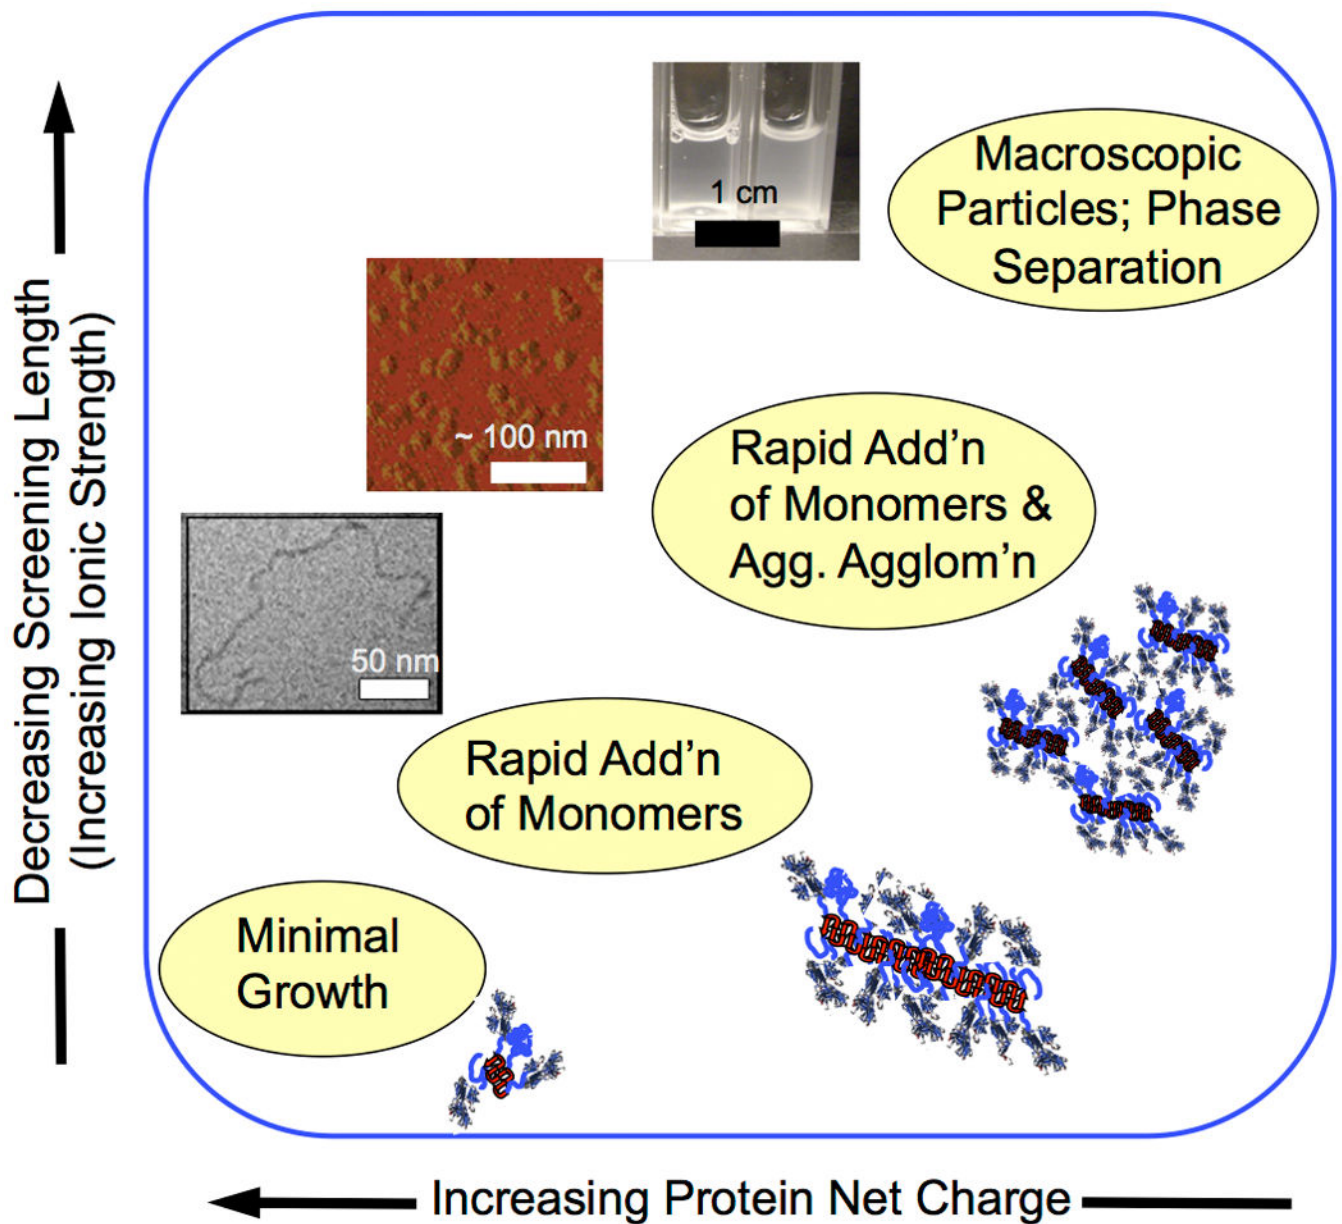 1 cm
Macroscopic
Particles; Phase
Separation
~ 100 nm
Rapid Add’n
of Monomers &
Agg. Agglom’n
50 nm
Rapid Add’n
of Monomers
Minimal
Growth
Decreasing Screening Length
(Increasing Ionic Strength)
Increasing Protein Net Charge